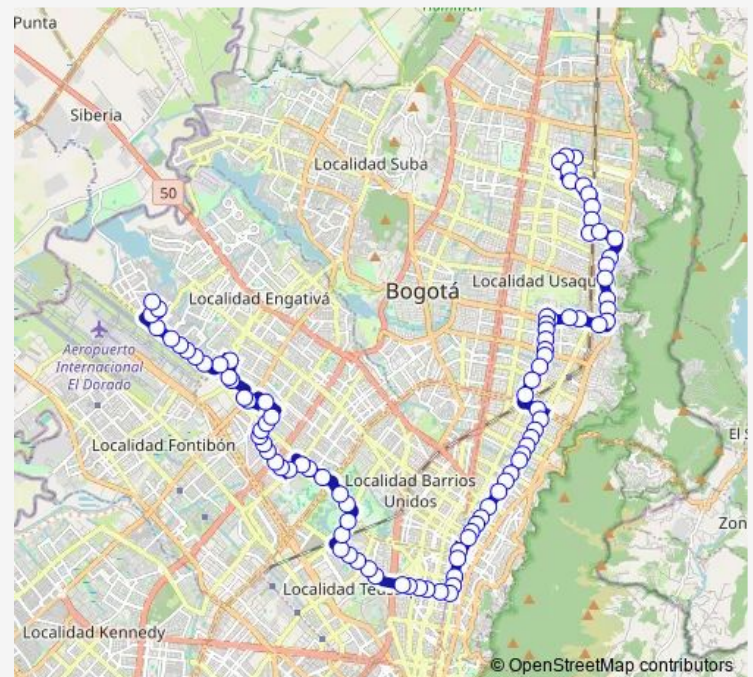 Punta
Siberia
Localidad Suba
50
Localidad Usaqu
Localidad Engativá
Bogotá
Aeropuerto
Internacional
El Dorado
Localidad Fontibón
Localidad Barrios
Unidos
Zon
Localidad Teus
Localidad Kennedy
© OpenStreetMap contributors